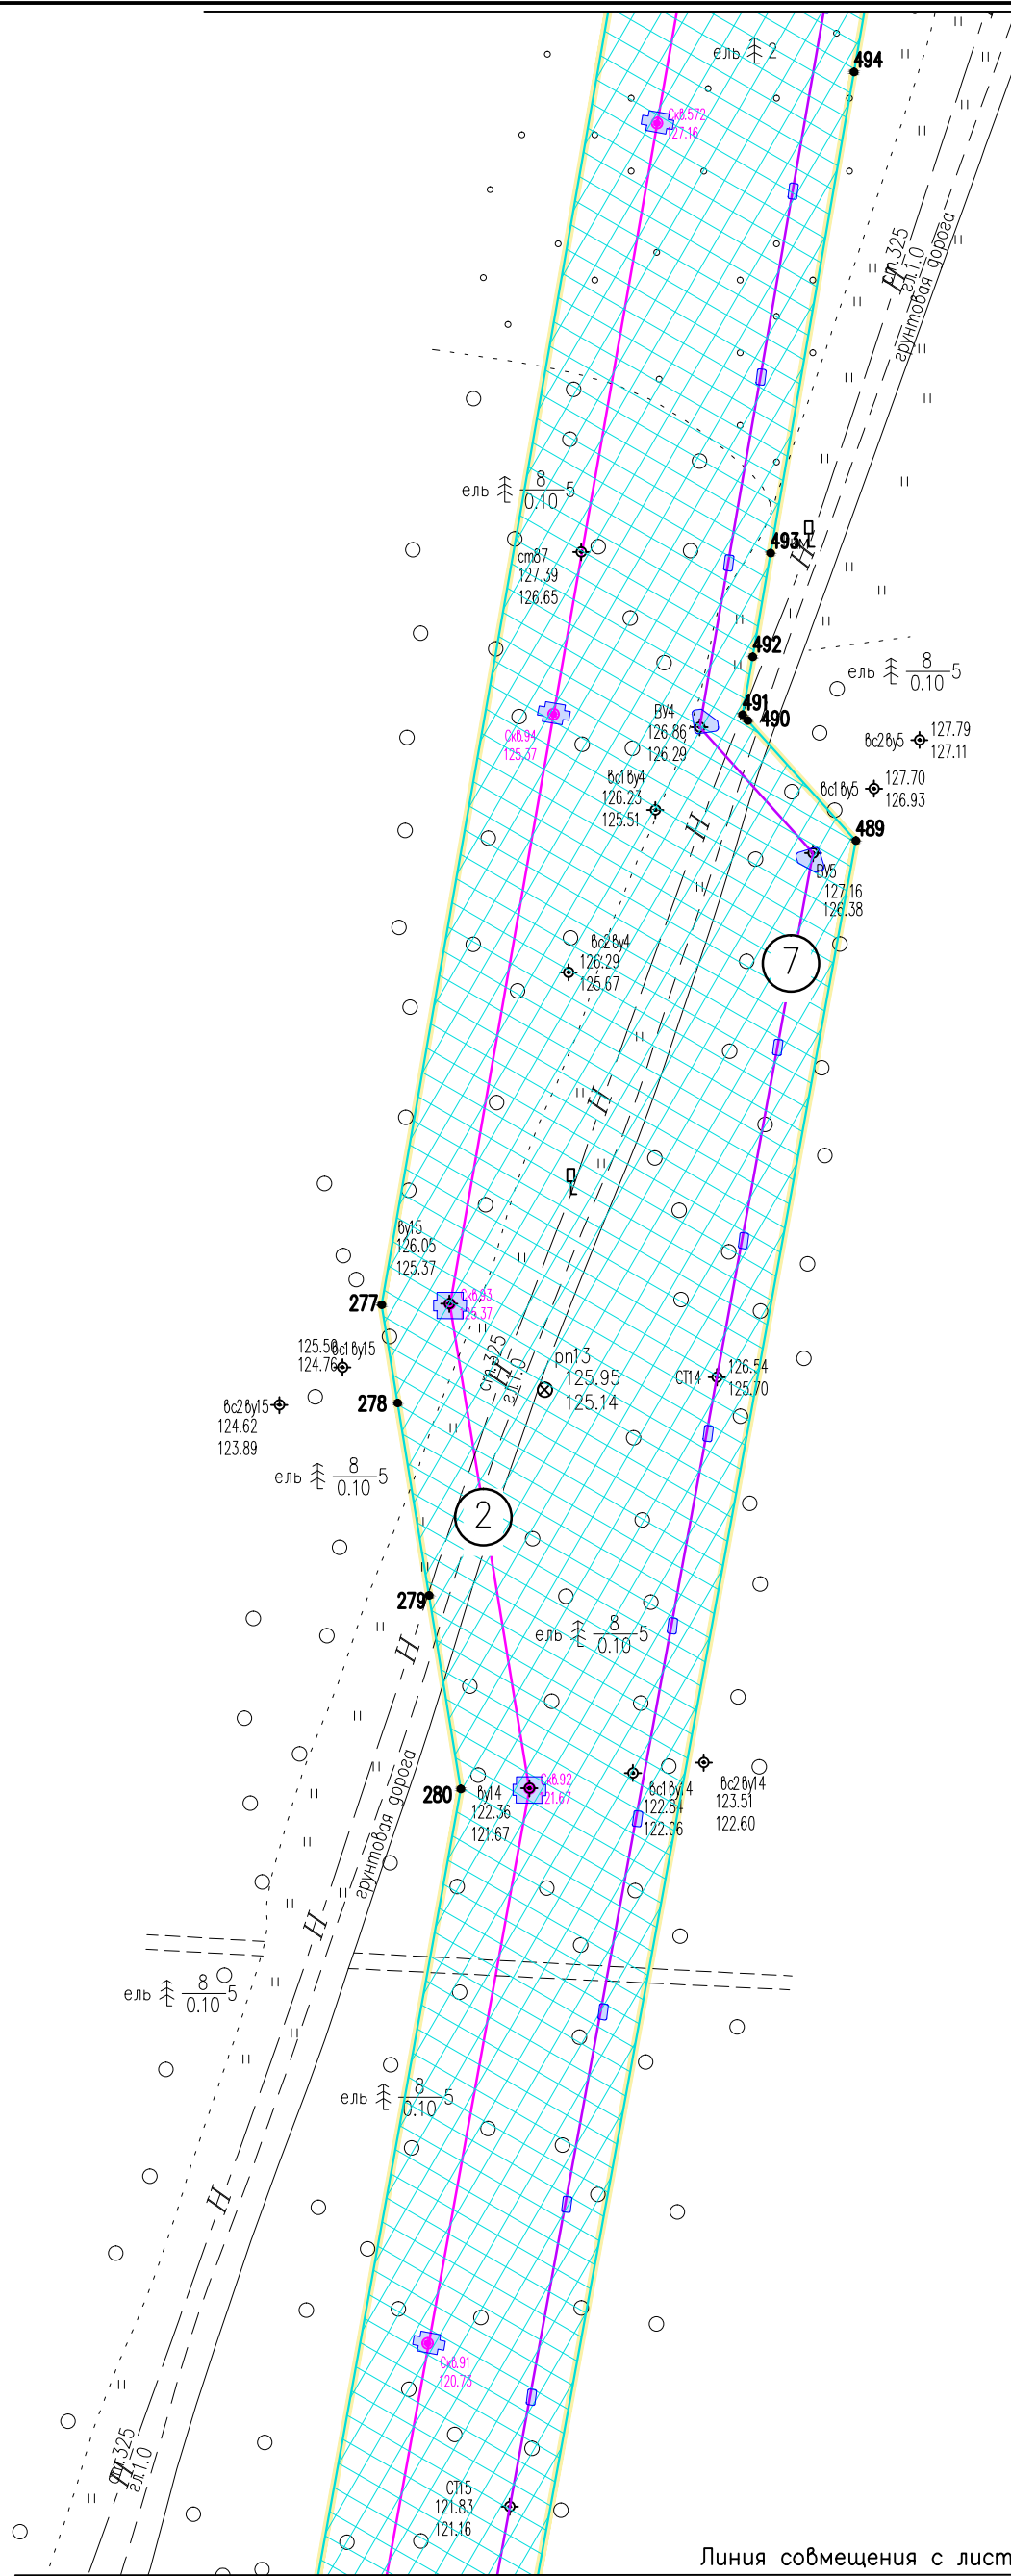 ель 2
494
Скв.572
127.16
ст.325
гл.1.0
Н
грунтовая дорога
ель 8
0.10 5
493
ст87
127.39
126.65
Н
492
ель 8
0.10 5
491
490
ВУ4
126.86
126.29
Скв.94
125.37
вс2ву5
127.79
127.11
вс1ву4
126.23
125.51
вс1ву5
127.70
126.93
Н
489
ВУ5
127.16
126.38
вс2ву4
126.29
125.67
7
Н
ву15
126.05
125.37
277
Скв.93
125.37
125.50
124.76
вс1ву15
ст.325
гл.1.0
Н
рп13
125.95
125.14
СТ14
126.54
125.70
278
вс2ву15
124.62
123.89
ель 8
0.10 5
2
279
ель 8
0.10 5
Н
грунтовая дорога
280
ву14
122.36
121.67
Скв.92
121.67
вс1ву14
122.84
122.06
вс2ву14
123.51
122.60
Н
ель 8
0.10 5
ель 8
0.10 5
Н
Скв.91
120.73
ст.325
гл.1.0
Н
СТ15
121.83
121.16
Линия совмещения с лист